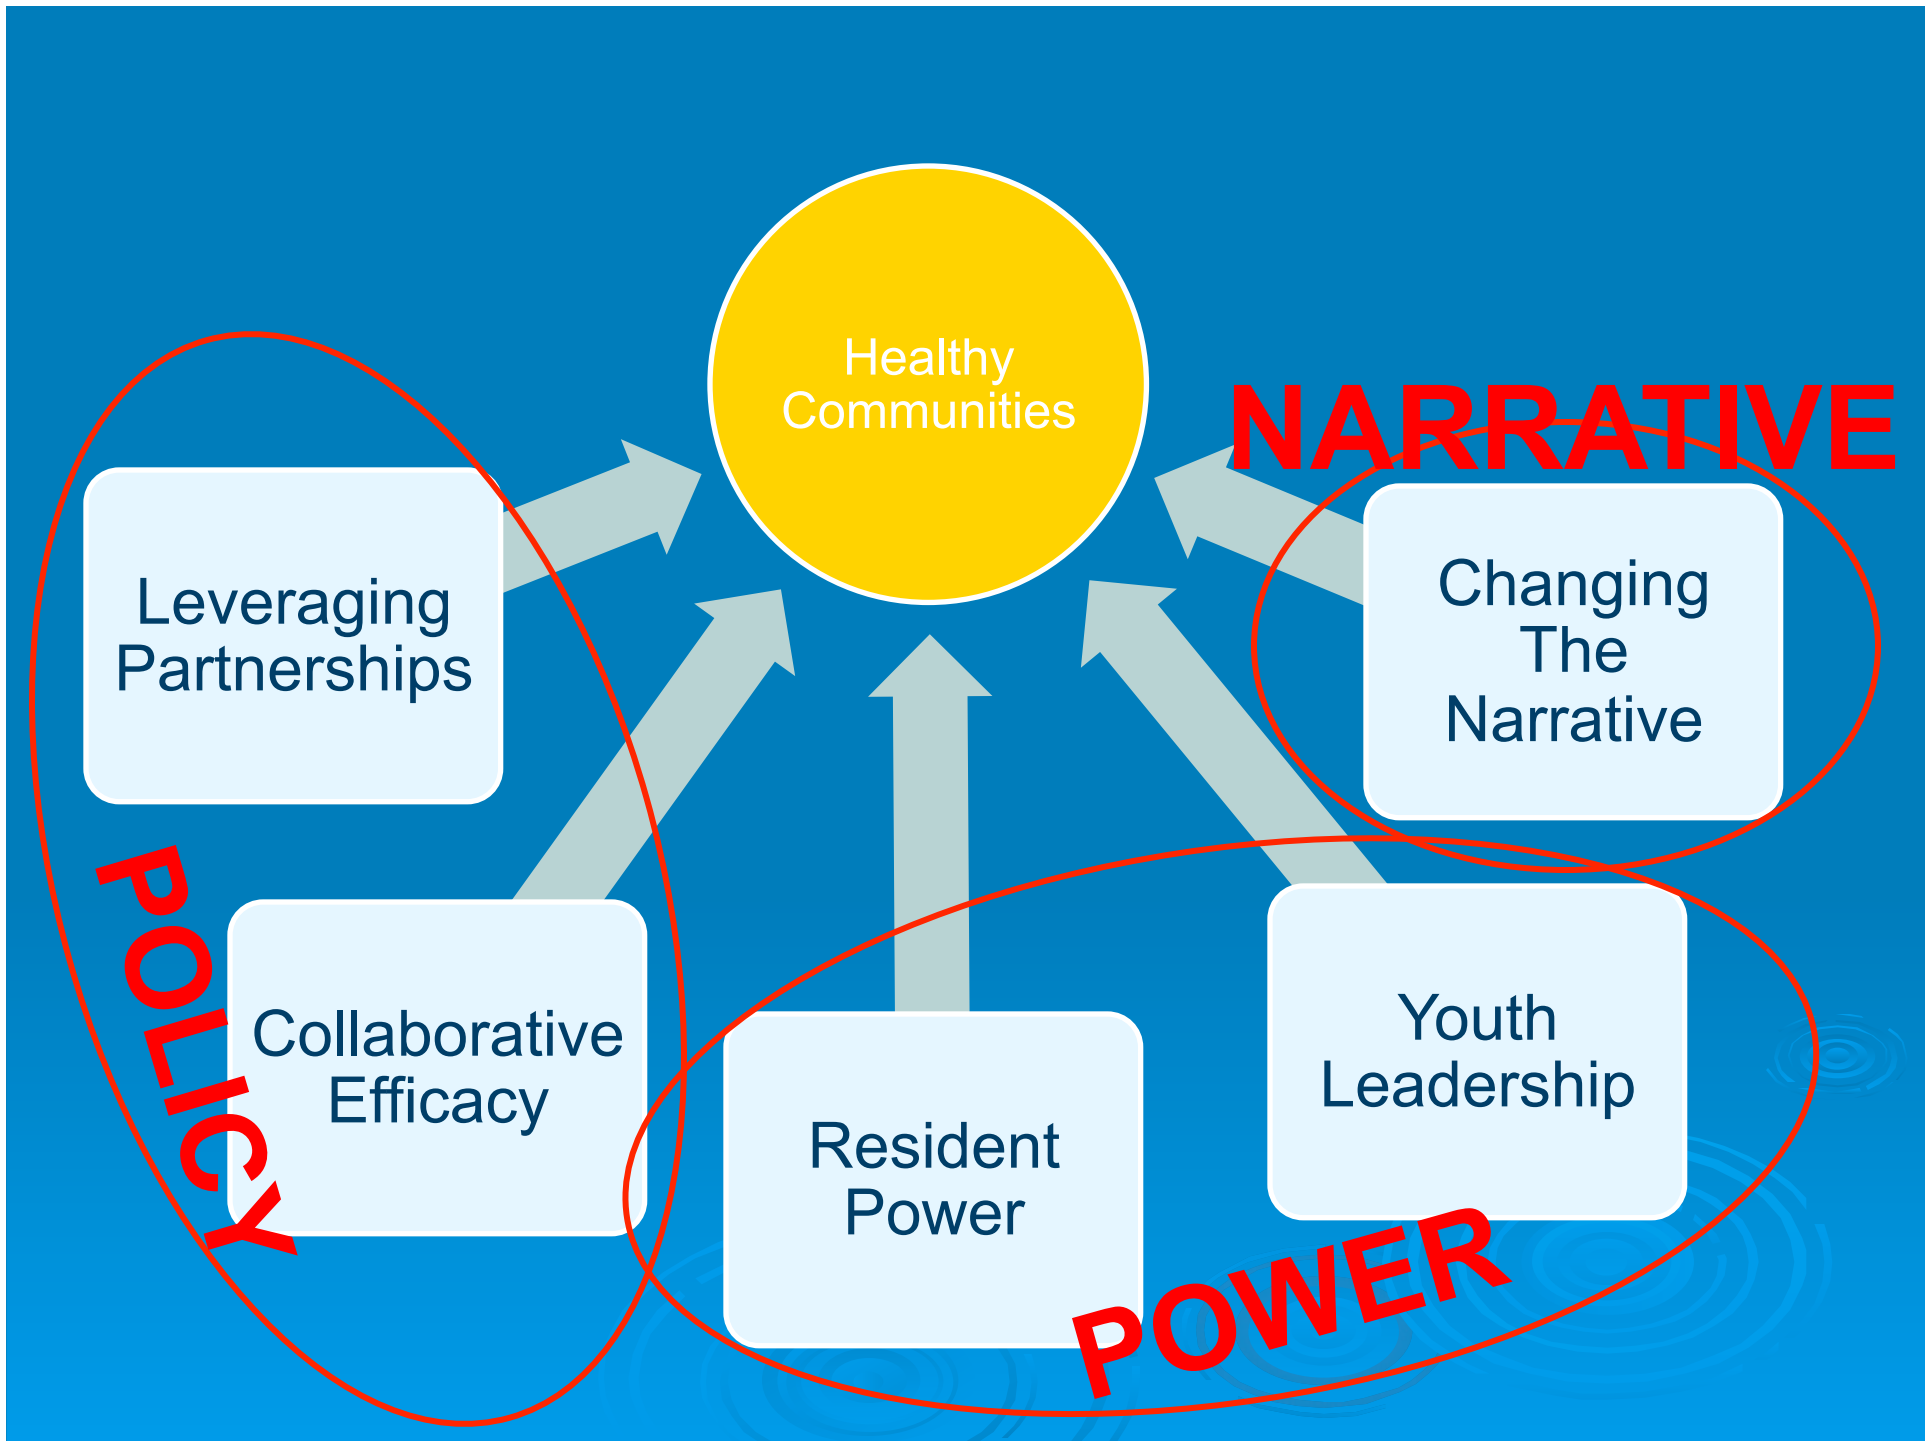 Healthy
Communities
NARRATIVE
Leveraging
Partnerships
Changing
The
Narrative
POLICY
Collaborative
Efficacy
Resident
Power
Youth
Leadership
POWER